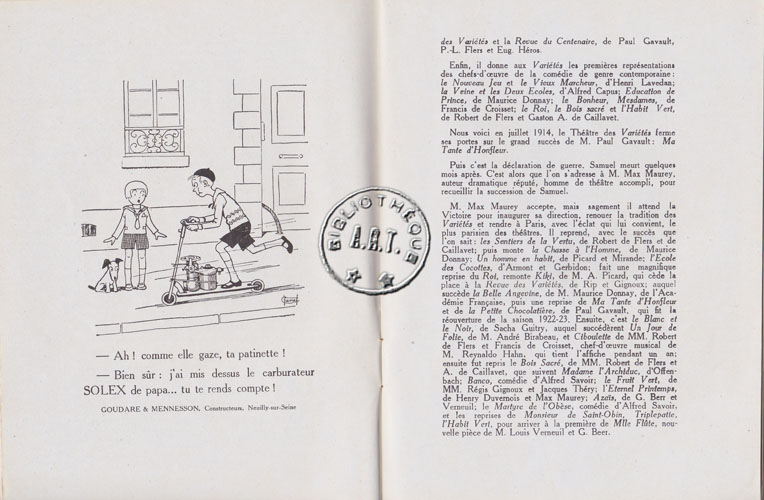 — Ah ! comme elle gaze, ta patinette !
— Bien sûr : j'ai mis dessus le carburateur
SOLEX de papa... tu te rends compte !
GOUDARE & MENNESSON, Constructeurs, Neuilly-sur-Seine
BIBLIOTHÈQUE
A.R.T.
des Variétés et la Revue du Centenaire, de Paul Gavault,
P.-L. Flers et Eug. Héros.
Enfin, il donne aux Variétés les premières représentations
des chefs-d'œuvre de la comédie de genre contemporaine :
le Nouveau Jeu et le Vieux Marcheur, d'Henri Lavedan;
la Veine et les Deux Ecoles, d'Alfred Capus; Education de
Prince, de Maurice Donnay; le Bonheur, Mesdames, de
Francis de Croisset; le Roi, le Bois sacré et l'Habit Vert,
de Robert de Flers et Gaston A. de Caillavet.
Nous voici en juillet 1914, le Théâtre des Variétés ferme
ses portes sur le grand succès de M. Paul Gavault : Ma
Tante d'Honfleur.
Puis c'est la déclaration de guerre. Samuel meurt quelques
mois après. C'est alors que l'on s'adresse à M. Max Maurey,
auteur dramatique réputé, homme de théâtre accompli, pour
recueillir la succession de Samuel.
M. Max Maurey accepte, mais sagement il attend la
Victoire pour inaugurer sa direction, renouer la tradition des
Variétés et rendre à Paris, avec l'éclat qui lui convient, le
plus parisien des théâtres. Il reprend, avec le succès que
l'on sait : les Sentiers de la Vertu, de Robert de Flers et de
Caillavet; puis monte la Chasse à l'Homme, de Maurice
Donnay; Un homme en habit, de Picard et Mirande; l'Ecole
des Cocottes, d'Armont et Gerbidon; fait une magnifique
reprise du Roi, remonte Kiki, de M. A. Picard, qui cède la
place à la Revue des Variétés, de Rip et Gignoux; auquel
succède la Belle Angevine, de M. Maurice Donnay, de l'Aca-
démie Française, puis une reprise de Ma Tante d'Honfleur
et de la Petite Chocolatière, de Paul Gavault, qui fit la
réouverture de la saison 1922-23. Ensuite, c'est le Blanc et
le Noir, de Sacha Guitry, auquel succédèrent Un Jour de
Folie, de M. André Birabeau, et Ciboulette de MM. Robert
de Flers et Francis de Croisset, chef-d'œuvre musical de
M. Reynaldo Hahn, qui tient l'affiche pendant un an;
ensuite fut repris le Bois Sacré, de MM. Robert de Flers et
A. de Caillavet, que suivent Madame l'Archiduc, d'Offen-
bach; Banco, comédie d'Alfred Savoir; le Fruit Vert, de
MM. Régis Gignoux et Jacques Théry; l'Eternel Printemps,
de Henry Duvernois et Max Maurey; Azaïs, de G. Berr et
Verneuil; le Martyre de l'Obèse, comédie d'Alfred Savoir,
et les reprises de Monsieur de Saint-Obin, Triplepatte,
l'Habit Vert, pour arriver à la première de Mlle Flûte, nou-
velle pièce de M. Louis Verneuil et G. Berr.